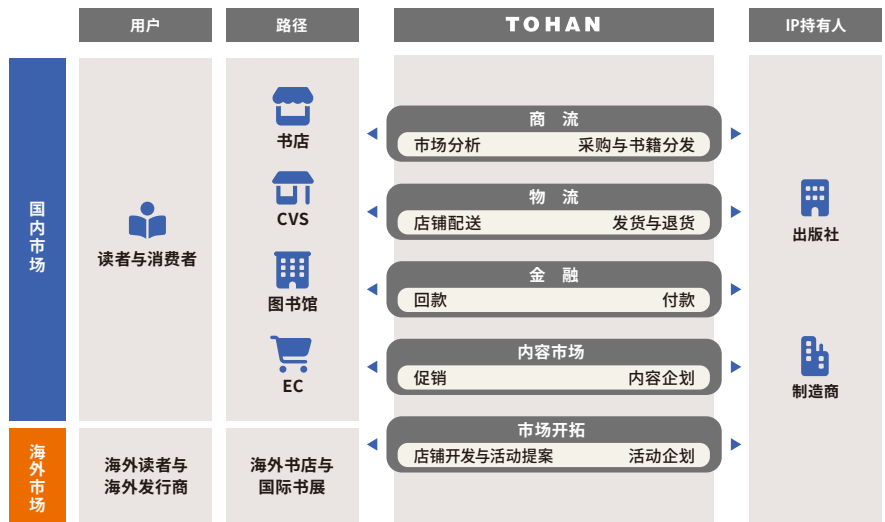 用户
路径
TOHAN
IP持有人
国内市场
读者与消费者
书店
CVS
图书馆
EC
商 流
市场分析 采购与书籍分发
物 流
店铺配送 发货与退货
金 融
回款 付款
内容市场
促销 内容企划
市场开拓
店铺开发与活动提案 活动企划
出版社
制造商
海外市场
海外读者与
海外发行商
海外书店与
国际书展